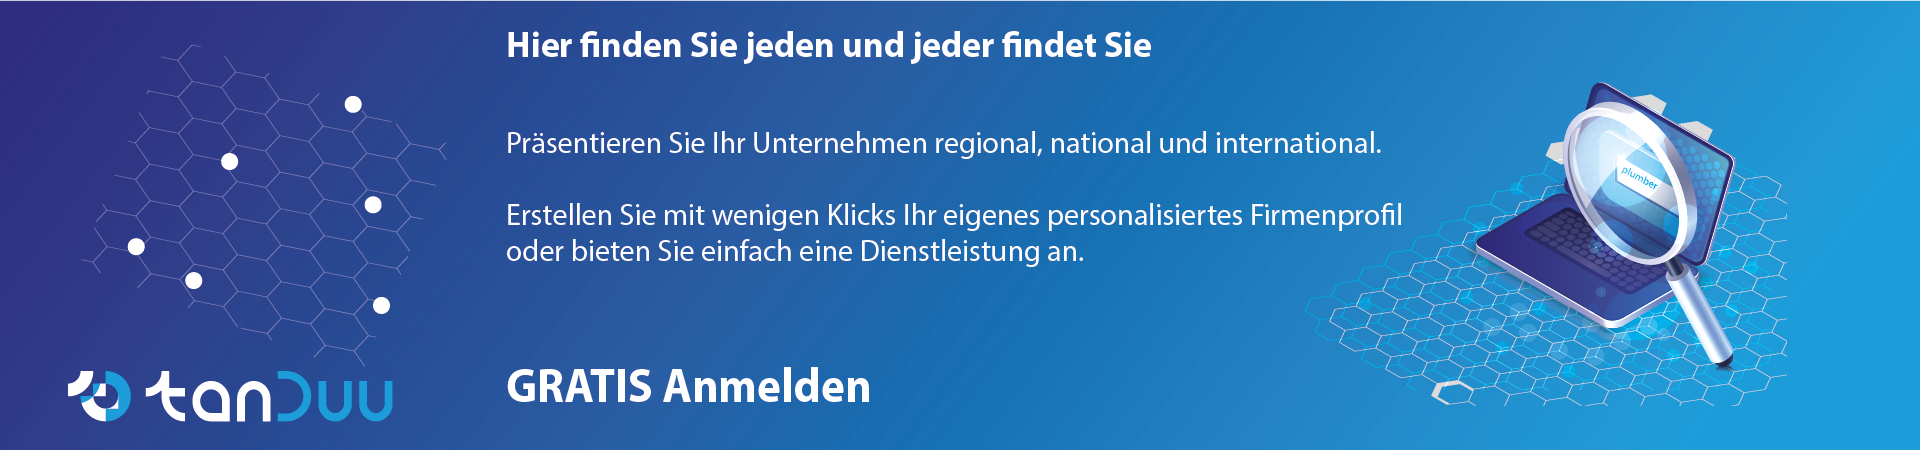 Hier finden Sie jeden und jeder findet Sie
Präsentieren Sie Ihr Unternehmen regional, national und international.
plumber
Erstellen Sie mit wenigen Klicks Ihr eigenes personalisiertes Firmenprofil
oder bieten Sie einfach eine Dienstleistung an.
GRATIS Anmelden
tanDuu